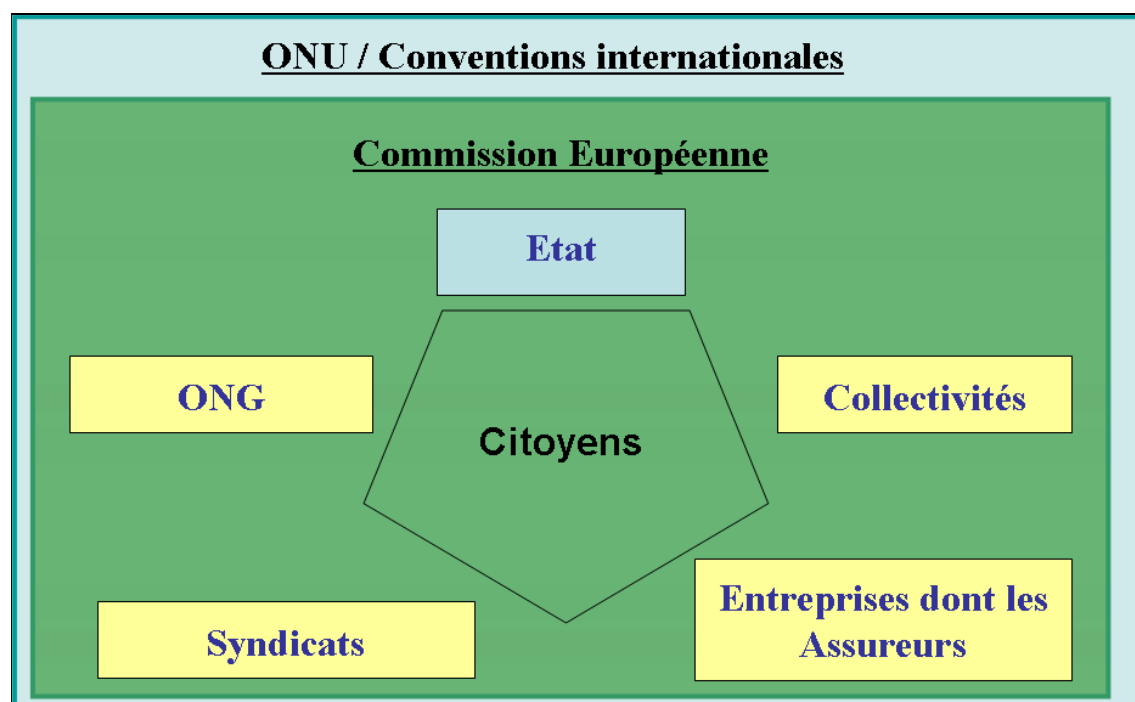 ONU / Conventions internationales
Commission Européenne
Etat
ONG
Collectivités
Citoyens
Entreprises dont les
Assureurs
Syndicats